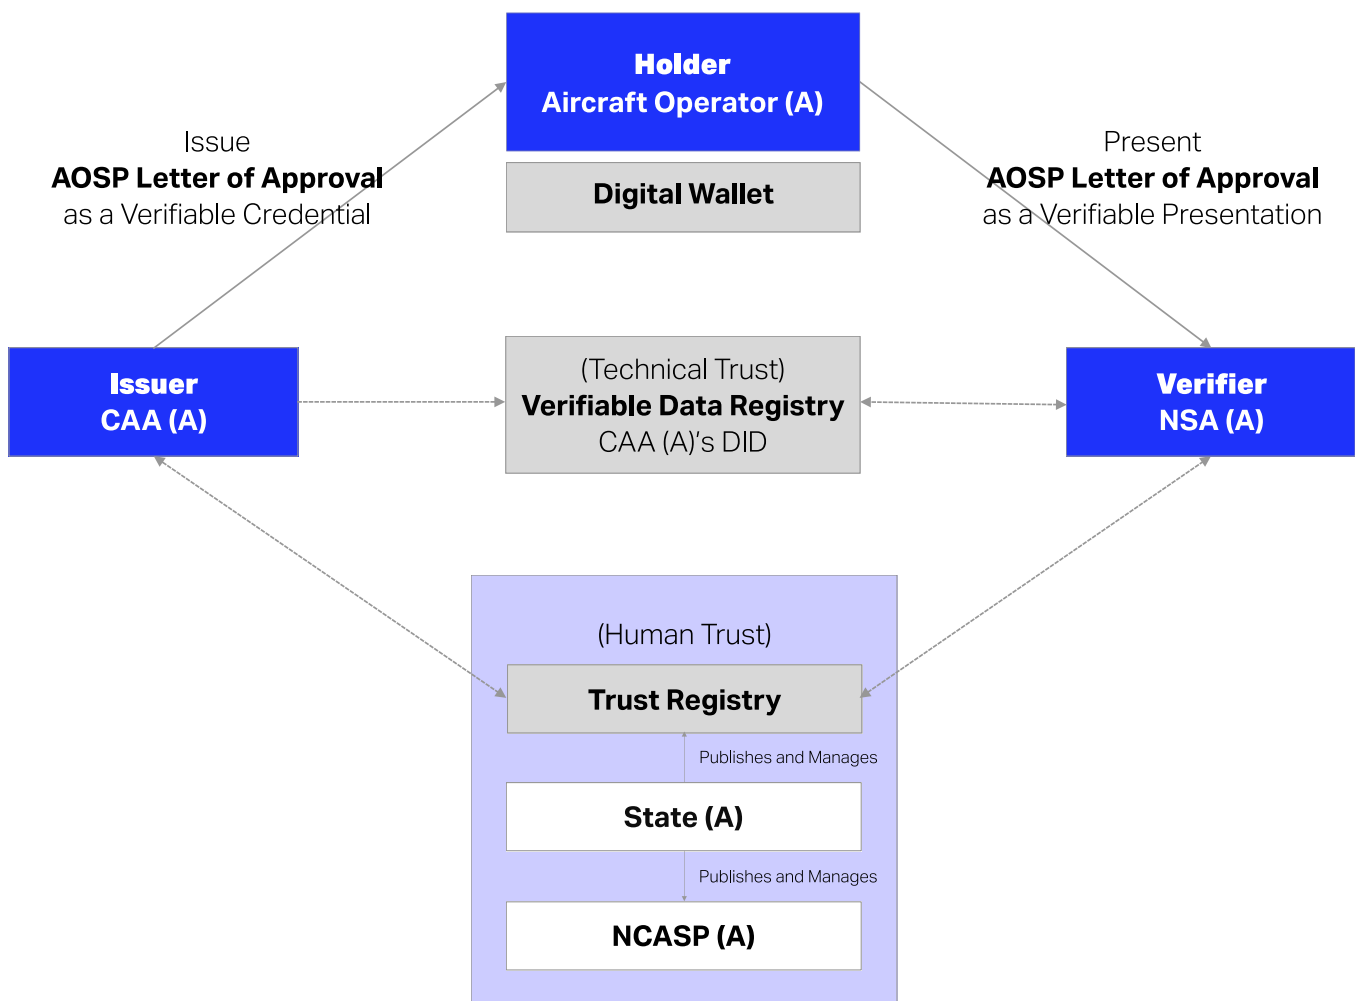 Holder
Aircraft Operator (A)
Issue
AOSP Letter of Approval
as a Verifiable Credential
Digital Wallet
Present
AOSP Letter of Approval
as a Verifiable Presentation
Issuer
CAA (A)
(Technical Trust)
Verifiable Data Registry
CAA (A)’s DID
Verifier
NSA (A)
(Human Trust)
Trust Registry
Publishes and Manages
State (A)
Publishes and Manages
NCASP (A)